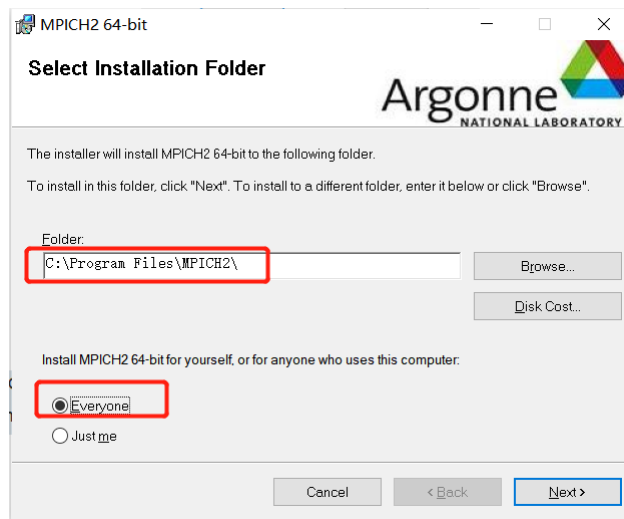 MPICH2 64-bit
Select Installation Folder
Argonne
NATIONAL LABORATORY
The installer will install MPICH2 64-bit to the following folder.
To install in this folder, click "Next". To install to a different folder, enter it below or click "Browse".
Folder:
C:\Program Files\MPICH2\
Browse...
Disk Cost...
Install MPICH2 64-bit for yourself, or for anyone who uses this computer:
Everyone
Just me
Cancel
< Back
Next >